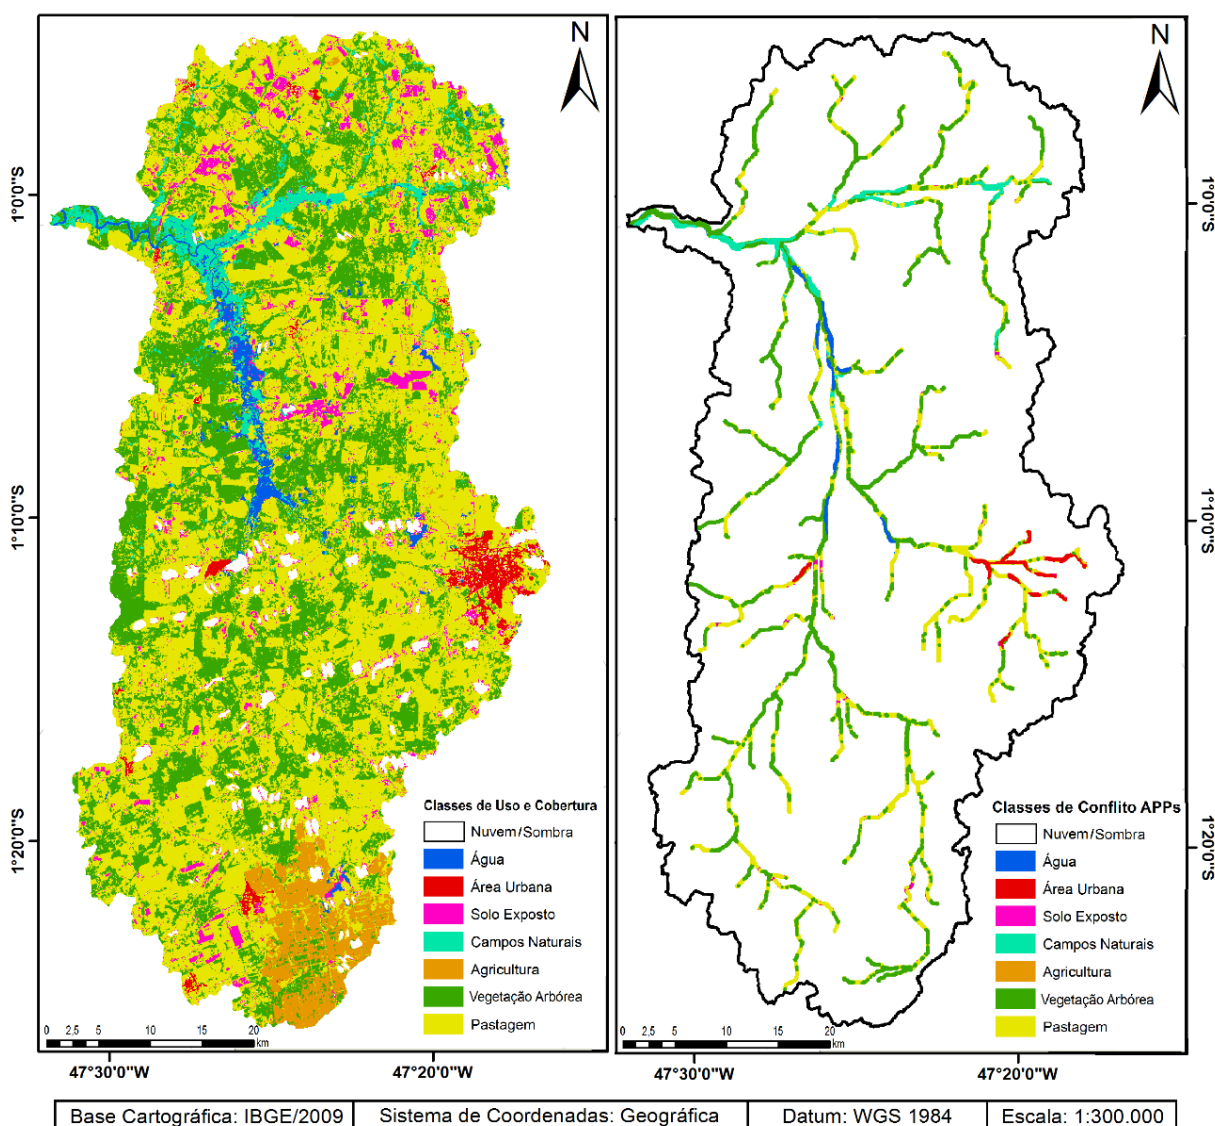 N
N
1°0'0"S
1°10'0"S
1°20'0"S
Classes de Uso e Cobertura
Nuvem/Sombra
Água
Área Urbana
Solo Exposto
Campos Naturais
Agricultura
Vegetação Arbórea
Pastagem
0 2.5 5 10 15 20
km
47°30'0"W 47°20'0"W
1°0'0"S
1°10'0"S
1°20'0"S
Classes de Conflito APPs
Nuvem/Sombra
Água
Área Urbana
Solo Exposto
Campos Naturais
Agricultura
Vegetação Arbórea
Pastagem
0 2,5 5 10 15 20
km
47°30'0"W 47°20'0"W
Base Cartográfica: IBGE/2009 Sistema de Coordenadas: Geográfica Datum: WGS 1984 Escala: 1:300.000